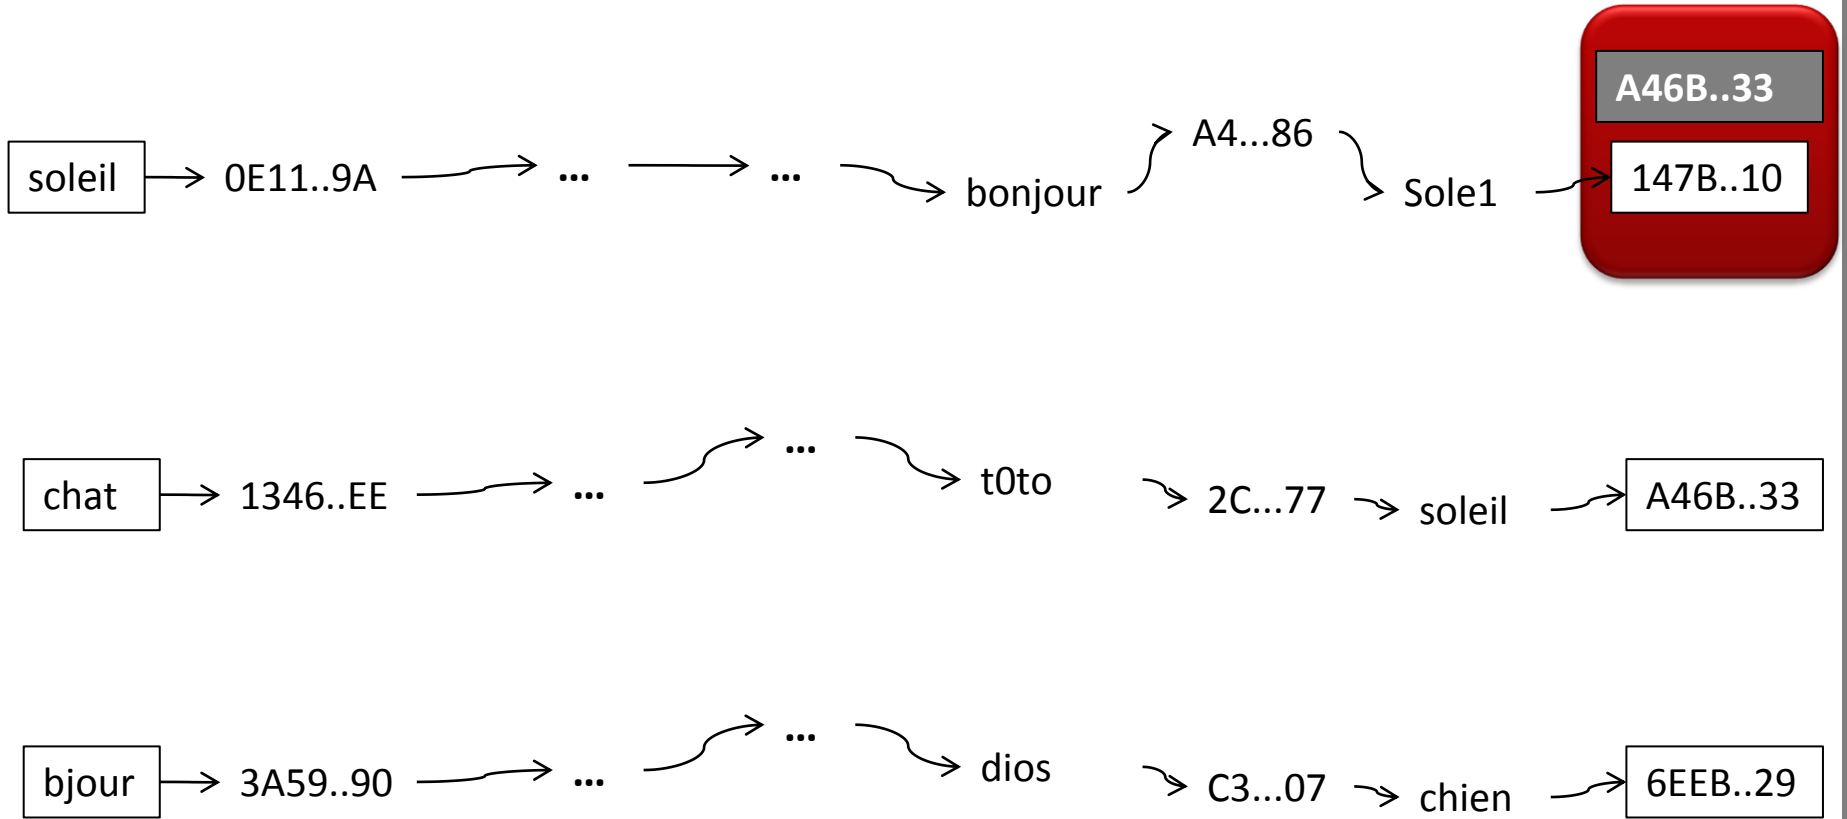 A46B..33
soleil 0E11..9A ... ... bonjour A4...86 Sole1 147B..10
chat 1346..EE ... ... t0to 2C...77 soleil A46B..33
bjour 3A59..90 ... ... dios C3...07 chien 6EEB..29